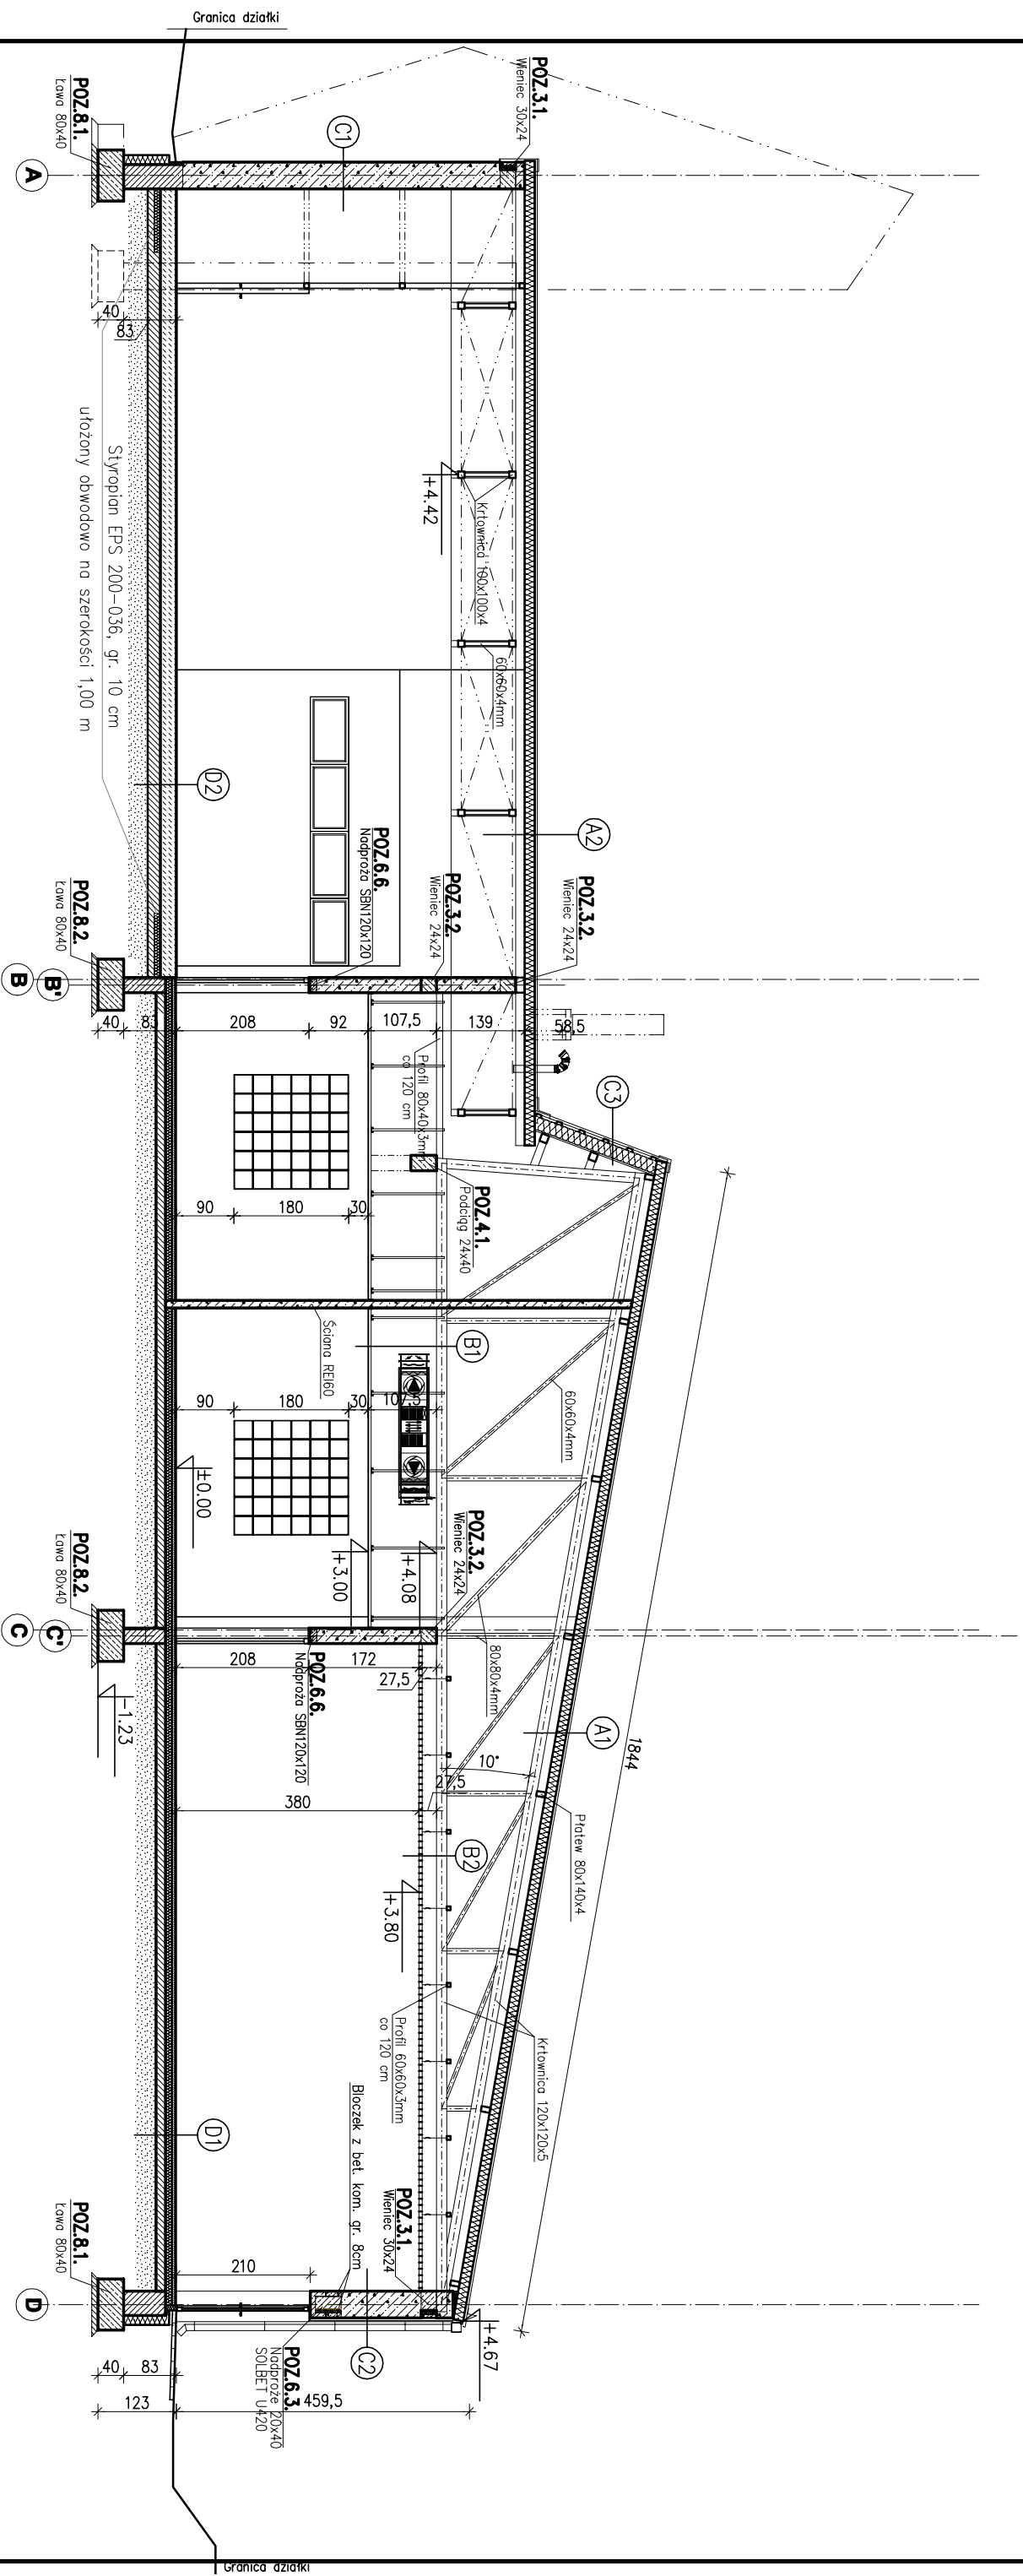 Granica działki
POZ.3.1.
Wieniec 30x24
C1
POZ.8.1.
Ława 80x40
A
40
83
Styropian EPS 200-036, gr. 10 cm
ułożony obwodowo na szerokości 1,00 m
+4.42
Krtownica 100x100x4
60x60x4mm
D2
A2
POZ.6.6.
Nadproża SBN120x120
POZ.3.2.
Wieniec 24x24
POZ.3.2.
Wieniec 24x24
POZ.8.2.
Ława 80x40
B
B'
40
83
208
92
107,5
139
58,5
Profil 80x40x3mm
co 120 cm
C3
POZ.4.1.
Podciąg 24x40
90
180
30
Ściana REI60
B1
60x60x4mm
90
180
30
107,5
±0.00
+3.00
+4.08
POZ.3.2.
Wieniec 24x24
POZ.8.2.
Ława 80x40
C
C'
-1.23
208
172
27,5
POZ.6.6.
Nadproża SBN120x120
80x80x4mm
A1
1844
10°
27,5
380
Płatew 80x140x4
B2
+3.80
Profil 60x60x3mm
co 120 cm
Krtownica 120x120x5
D1
Bloczek z bet. kom. gr. 8cm
POZ.3.1.
Wieniec 30x24
POZ.8.1.
Ława 80x40
D
210
+4.67
C2
POZ.6.3.
Nadproże 20x40
SOLBET U420
40
83
123
459,5
Granica działki